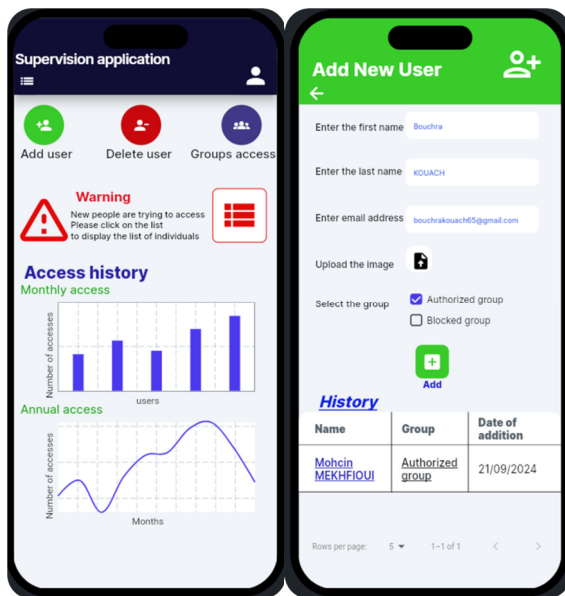 Supervision application
Add user
Delete user
Groups access
Warning
New people are trying to access
Please click on the list
to display the list of individuals
Access history
Monthly access
Number of accesses
users
Annual access
Number of accesses
Months
Add New User
Enter the first name
Bouchra
Enter the last name
KOUACH
Enter email address
bouchrakouach65@gmail.com
Upload the image
Select the group
Authorized group
Blocked group
Add
History
Name
Group
Date of
addition
Mohcin
MEKHFIOUI
Authorized
group
21/09/2024
Rows per page:
5
1–1 of 1